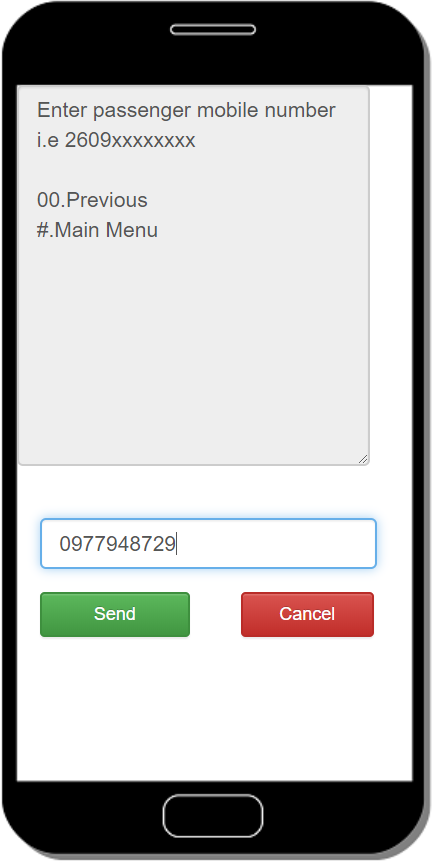 Enter passenger mobile number
i.e 2609xxxxxxxx

00.Previous
#.Main Menu
0977948729
Send
Cancel